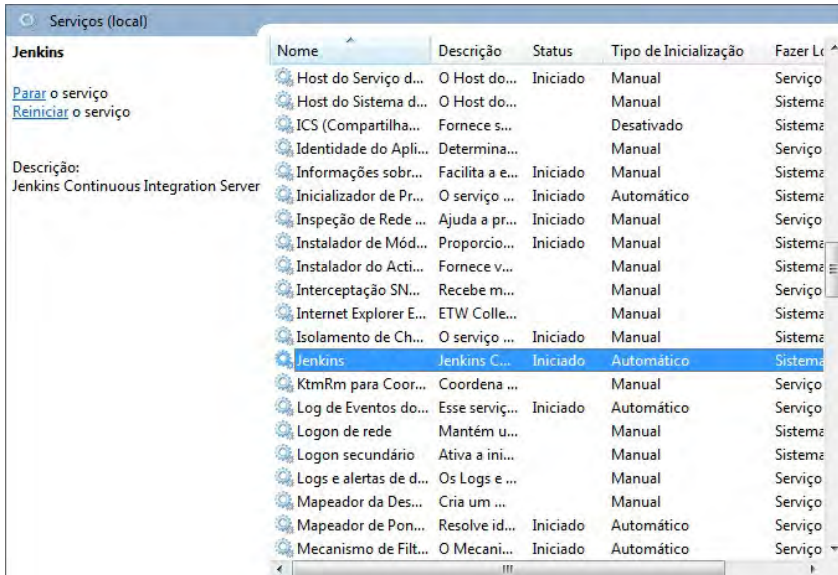 Serviços (local)
Jenkins
Parar o serviço
Reiniciar o serviço
Descrição:
Jenkins Continuous Integration Server
Nome Descrição Status Tipo de Inicialização Fazer Lo
Host do Serviço d... O Host do... Iniciado Manual Serviço
Host do Sistema d... O Host do... Manual Sistema
ICS (Compartilha... Fornece s... Desativado Sistema
Identidade do Apli... Determina... Manual Serviço
Informações sobr... Facilita a e... Iniciado Manual Sistema
Inicializador de Pr... O serviço ... Iniciado Automático Sistema
Inspeção de Rede ... Ajuda a pr... Iniciado Manual Serviço
Instalador de Mód... Proporcio... Iniciado Manual Sistema
Instalador do Acti... Fornece v... Manual Sistema
Interceptação SN... Recebe m... Manual Serviço
Internet Explorer E... ETW Colle... Manual Sistema
Isolamento de Ch... O serviço ... Iniciado Manual Sistema
Jenkins Jenkins C... Iniciado Automático Sistema
KtmRm para Coor... Coordena ... Manual Serviço
Log de Eventos do... Esse serviç... Iniciado Automático Serviço
Logon de rede Mantém u... Manual Sistema
Logon secundário Ativa a ini... Manual Sistema
Logs e alertas de d... Os Logs e ... Manual Serviço
Mapeador da Des... Cria um ... Manual Serviço
Mapeador de Pon... Resolve id... Iniciado Automático Serviço
Mecanismo de Filt... O Mecani... Iniciado Automático Serviço